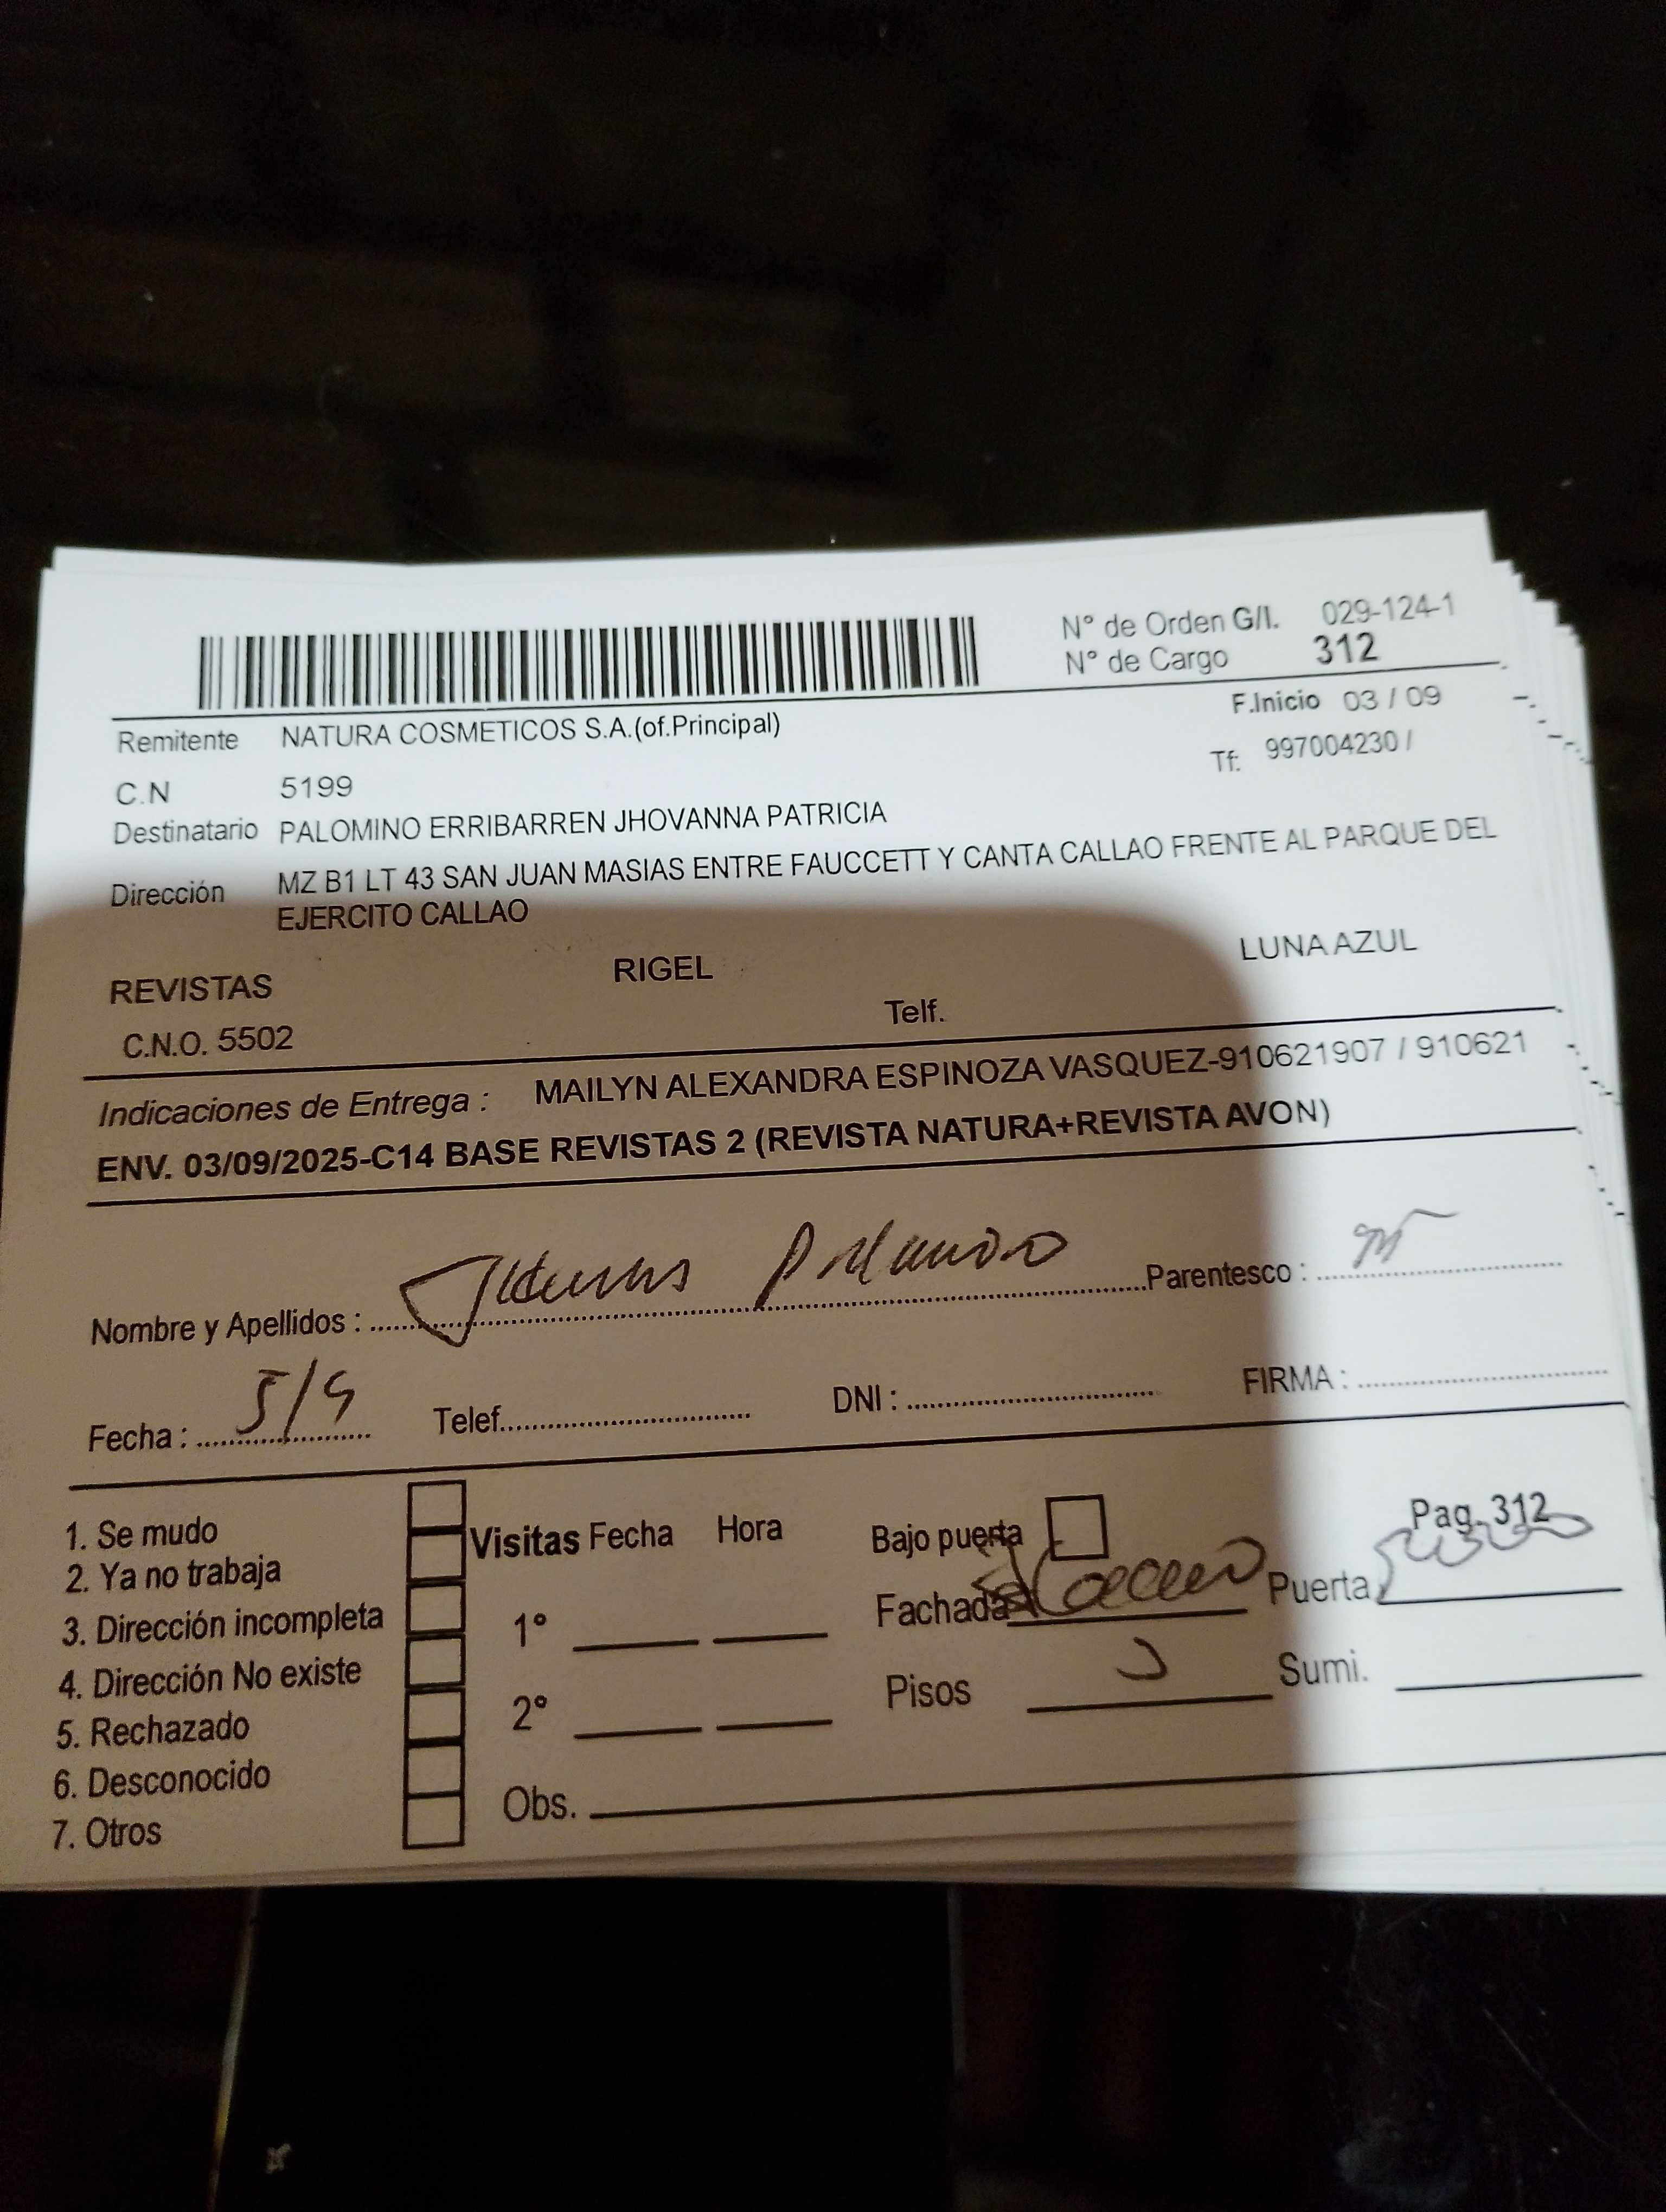 N° de Orden G/I. 029-124-1
N° de Cargo 312
F.Inicio 03 / 09
Remitente NATURA COSMETICOS S.A.(of.Principal)
Tf: 997004230 /
C.N 5199
Destinatario PALOMINO ERRIBARREN JHOVANNA PATRICIA
Dirección MZ B1 LT 43 SAN JUAN MASIAS ENTRE FAUCCETT Y CANTA CALLAO FRENTE AL PARQUE DEL
EJERCITO CALLAO
REVISTAS RIGEL LUNA AZUL
C.N.O. 5502 Telf.
Indicaciones de Entrega : MAILYN ALEXANDRA ESPINOZA VASQUEZ-910621907 / 910621
ENV. 03/09/2025-C14 BASE REVISTAS 2 (REVISTA NATURA+REVISTA AVON)
Nombre y Apellidos : Parentesco :
Fecha : 5/9 Telef. DNI : FIRMA :
1. Se mudo
2. Ya no trabaja
3. Dirección incompleta
4. Dirección No existe
5. Rechazado
6. Desconocido
7. Otros
Visitas Fecha Hora
1°
2°
Obs.
Bajo puerta Pag. 312
Fachada Puerta
Pisos Sumi.